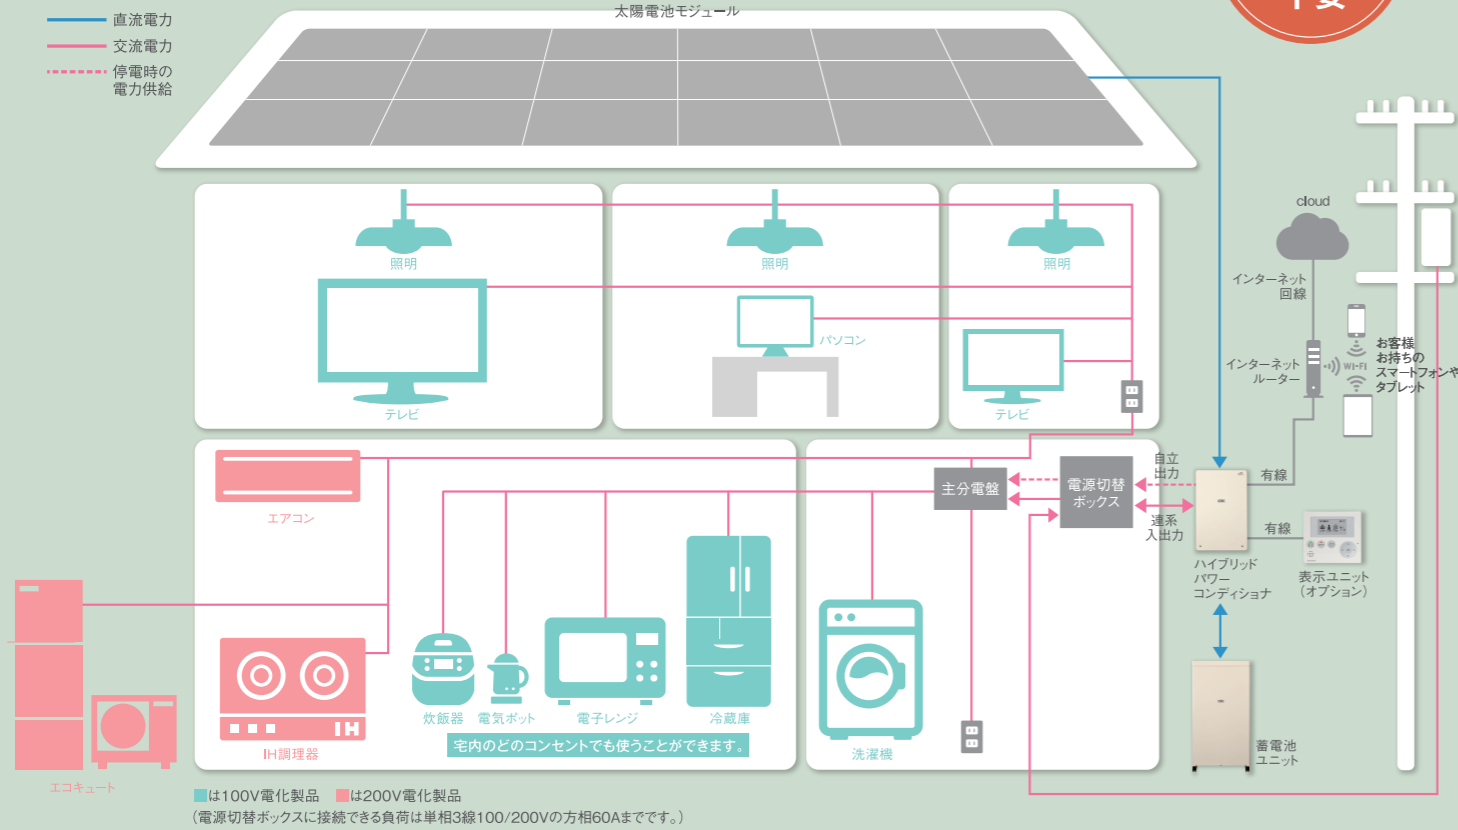 直流電力
交流電力
停電時の
電力供給
太陽電池モジュール
照明
照明
照明
テレビ
パソコン
テレビ
エアコン
主分電盤
電源切替
ボックス
自立
出力
連系
入出力
cloud
インターネット
回線
インターネット
ルーター
WI-FI
お客様
お持ちの
スマートフォンや
タブレット
有線
有線
ハイブリッド
パワー
コンディショナ
表示ユニット
(オプション)
蓄電池
ユニット
IH
IH調理器
エコキュート
炊飯器
電気ポット
電子レンジ
冷蔵庫
洗濯機
宅内のどのコンセントでも使うことができます。
■は100V電化製品 ■は200V電化製品
(電源切替ボックスに接続できる負荷は単相3線100/200Vの方相60Aまでです。)